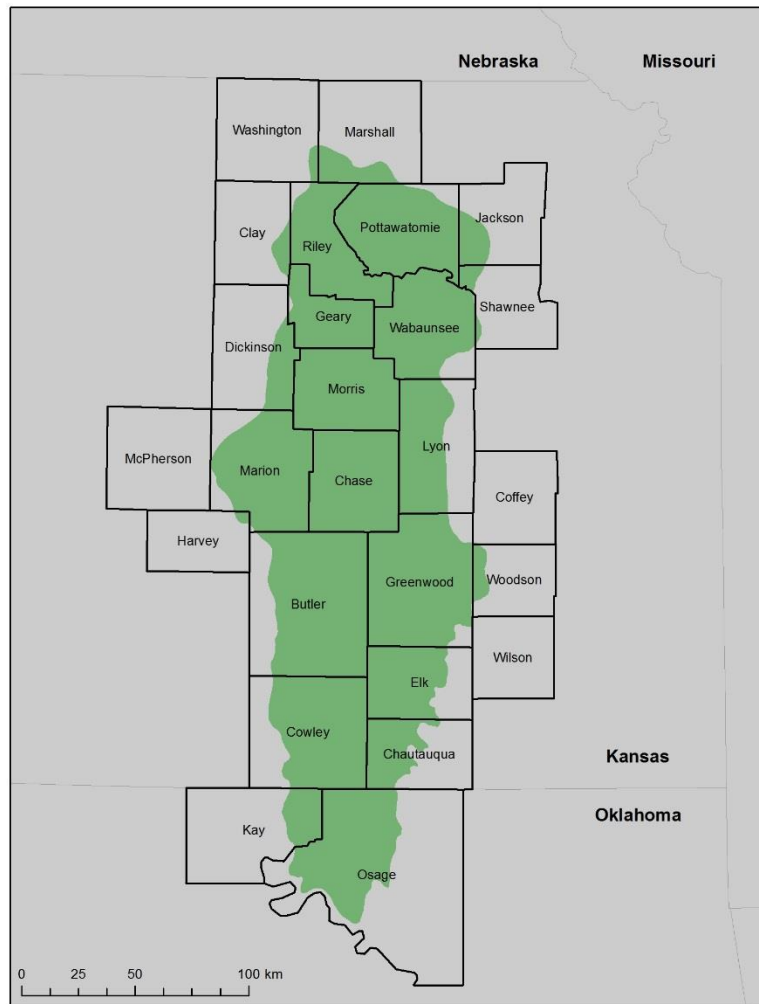 Nebraska Missouri
Washington Marshall
Jackson
Pottawatomie
Clay
Riley
Shawnee
Geary
Wabaunsee
Dickinson
Morris
Lyon
McPherson
Marion
Chase
Coffey
Harvey
Greenwood
Woodson
Butler
Wilson
Elk
Cowley
Chautauqua
Kansas
Oklahoma
Kay
Osage
0 25 50 100 km